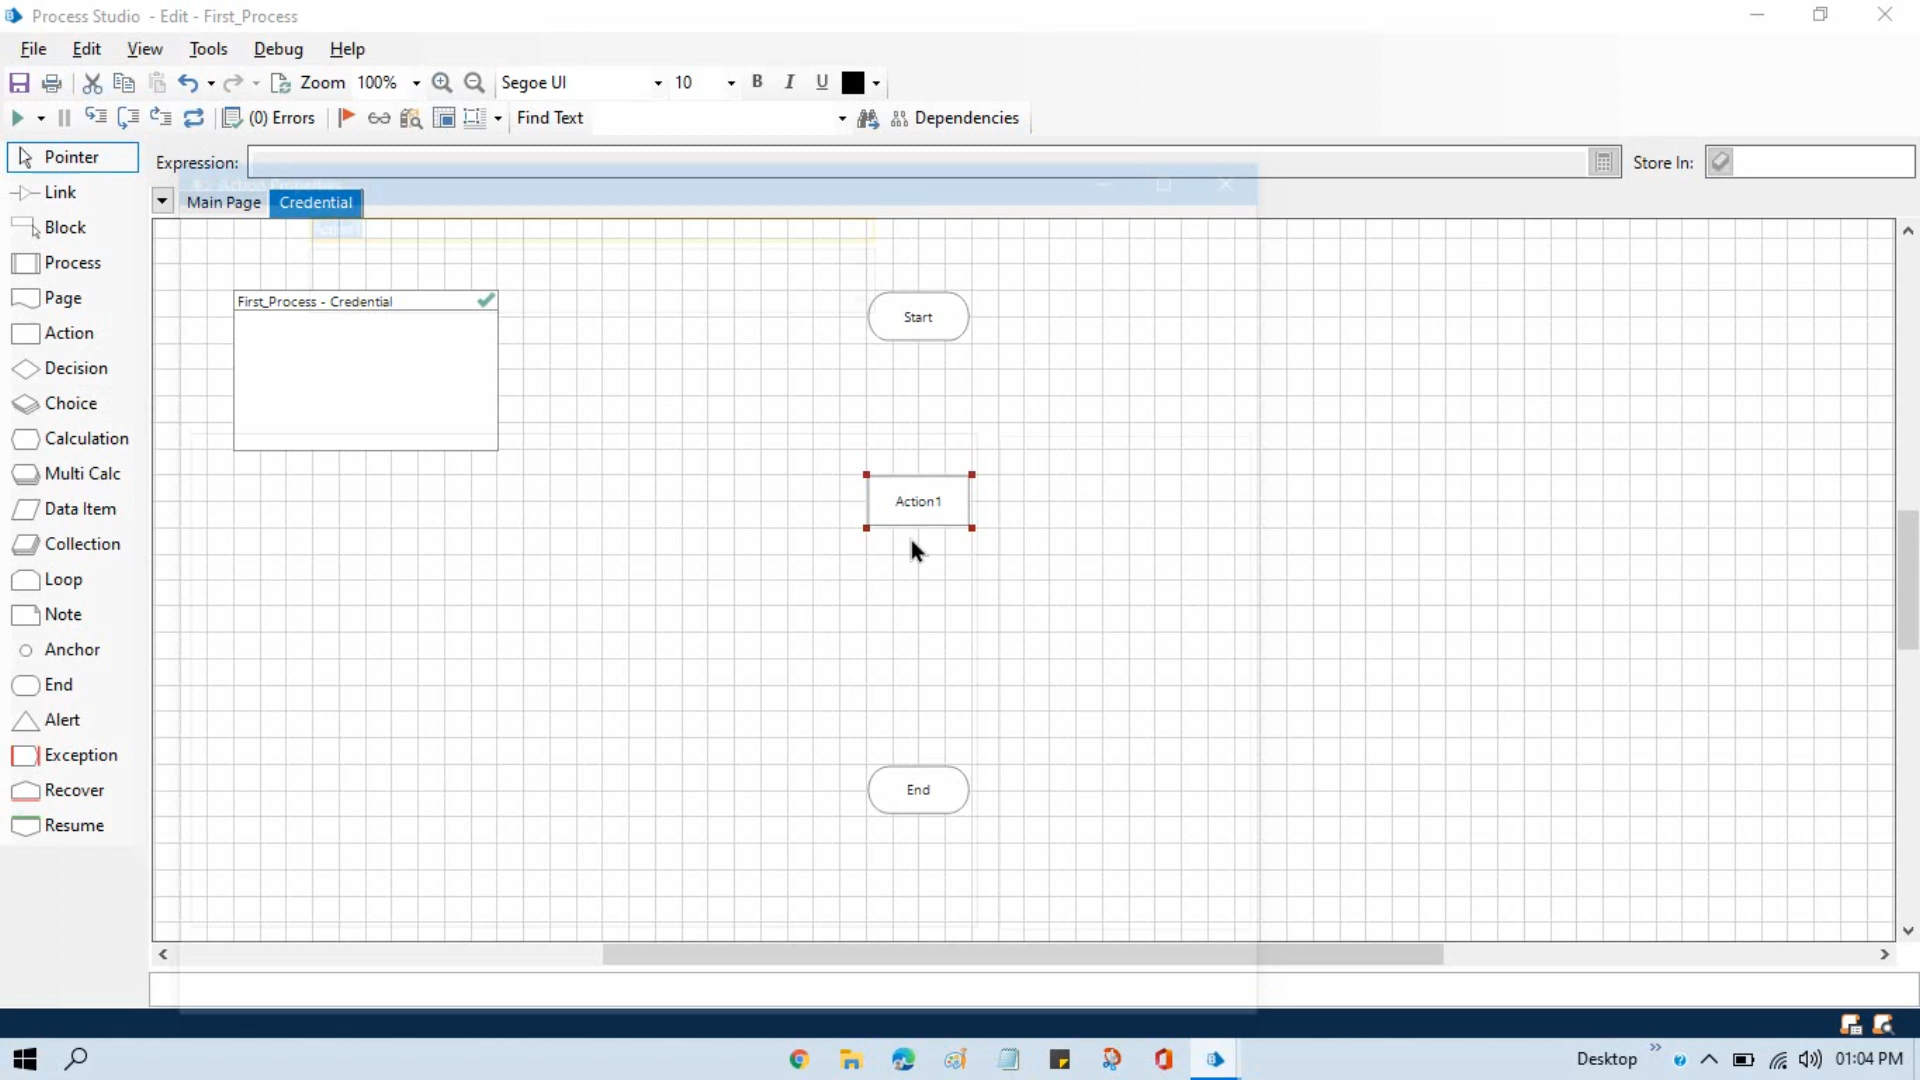 Process Studio - Edit - First_Process
File Edit View Tools Debug Help
Zoom 100% Segoe UI 10 B I U
(0) Errors Find Text Dependencies
Pointer
Expression: Store In:
Link
Main Page Credential
Block
Process
Page
First_Process - Credential
Start
Action
Decision
Choice
Calculation
Multi Calc
Action1
Data Item
Collection
Loop
Note
Anchor
End
Alert
Exception
Recover
End
Resume
Desktop 01:04 PM